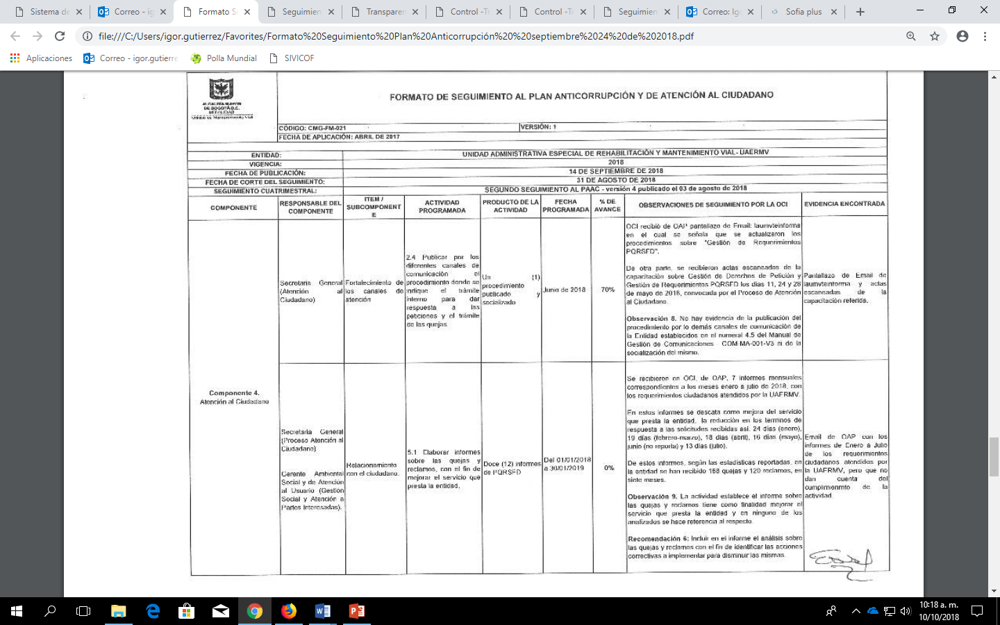 Sistema de
Correo - ig
Formato Se
Seguimien
Transparen
Control -Tr
Control -Tr
Seguimien
Correo: Igo
Sofia plus
file:///C:/Users/igor.gutierrez/Favorites/Formato%20Seguimiento%20Plan%20Anticorrupción%20%20septiembre%2024%20de%202018.pdf
Aplicaciones
Correo - igor.gutierre
Polla Mundial
SIVICOF
ALCALDÍA MAYOR
DE BOGOTÁ D.C.
MOVILIDAD
Unidad de Mantenimiento Vial
FORMATO DE SEGUIMIENTO AL PLAN ANTICORRUPCIÓN Y DE ATENCIÓN AL CIUDADANO
CÓDIGO: CMG-FM-021
VERSIÓN: 1
FECHA DE APLICACIÓN: ABRIL DE 2017
ENTIDAD:
UNIDAD ADMINISTRATIVA ESPECIAL DE REHABILITACIÓN Y MANTENIMIENTO VIAL- UAERMV
VIGENCIA:
2018
FECHA DE PUBLICACIÓN:
14 DE SEPTIEMBRE DE 2018
FECHA DE CORTE DEL SEGUIMIENTO:
31 DE AGOSTO DE 2018
SEGUIMIENTO CUATRIMESTRAL:
SEGUNDO SEGUIMIENTO AL PAAC - versión 4 publicado el 03 de agosto de 2018
COMPONENTE
RESPONSABLE DEL
COMPONENTE
ITEM /
SUBCOMPONENT
E
ACTIVIDAD
PROGRAMADA
PRODUCTO DE LA
ACTIVIDAD
FECHA
PROGRAMADA
% DE
AVANCE
OBSERVACIONES DE SEGUIMIENTO POR LA OCI
EVIDENCIA ENCONTRADA
Componente 4.
Atención al Ciudadano
Secretaria General
(Atención al
Ciudadano)
Fortalecimiento de
los canales de
atención
2.4 Publicar por los
diferentes canales de
comunicación el
procedimiento donde se
indique el trámite
interno para dar
respuesta a las
peticiones y el trámite
de las quejas.
Un (1)
procedimiento
publicado y
socializado
Junio de 2018
70%
OCI recibió de OAP pantallazo de Email: laumvteinforma
en el cual se señala que se actualizaron los
procedimientos sobre "Gestión de Requerimientos
PQRSFD".
De otra parte, se recibieron actas escaneadas de la
capacitación sobre Gestión de Derechos de Petición y
Gestión de Requerimientos PQRSFD los días 11, 24 y 28
de mayo de 2018, convocada por el Proceso de Atención
al Ciudadano.
Observación 8. No hay evidencia de la publicación del
procedimiento por lo demás canales de comunicación de
la Entidad establecidos en el numeral 4.5 del Manual de
Gestión de Comunicaciones COM-MA-001-V3 ni de la
socialización del mismo.
Pantallazo de Email de
laumvteinforma y actas
escaneadas de la
capacitación referida.
Secretaria General
(Proceso Atención al
Ciudadano)
Gerente Ambiental
Social y de Atención
al Usuario (Gestión
Social y Atención a
Partes Interesadas).
Relacionamiento
con el ciudadano.
5.1 Elaborar informes
sobre las quejas y
reclamos, con el fin de
mejorar el servicio que
presta la entidad.
Doce (12) informes
de PQRSFD
Del 01/01/2018
a 30/01/2019
0%
Se recibieron en OCI, de OAP, 7 informes mensuales
correspondientes a los meses enero a julio de 2018, con
los requerimientos ciudadanos atendidos por la UAERMV.
En estos informes se descata como mejora del servicio
que presta la entidad, la reducción en los terminos de
respuesta a las solicitudes recibidas así: 24 días (enero),
19 días (febrero-marzo), 18 días (abril), 16 días (mayo),
junio (no reporta) y 13 días (julio).
De estos informes, según las estadísticas reportadas, en
la entidad se han recibido 168 quejas y 120 reclamos, en
siete meses.
Observación 9. La actividad establece el informe sobre
las quejas y reclamos tiene como finalidad mejorar el
servicio que presta la entidad y en ninguno de los
analizados se hace referencia al respecto.
Recomendación 6: Incluir en el informe el análisis sobre
las quejas y reclamos con el fin de identificar las acciones
correctivas a implementar para disminuir las mismas.
Email de OAP con los
informes de Enero a Julio
de los requerimientos
ciudadanos atendidos por
la UAFRMV, pero que no
dan cuenta del
cumplimienmto de la
actividad.
10:18 a. m.
10/10/2018